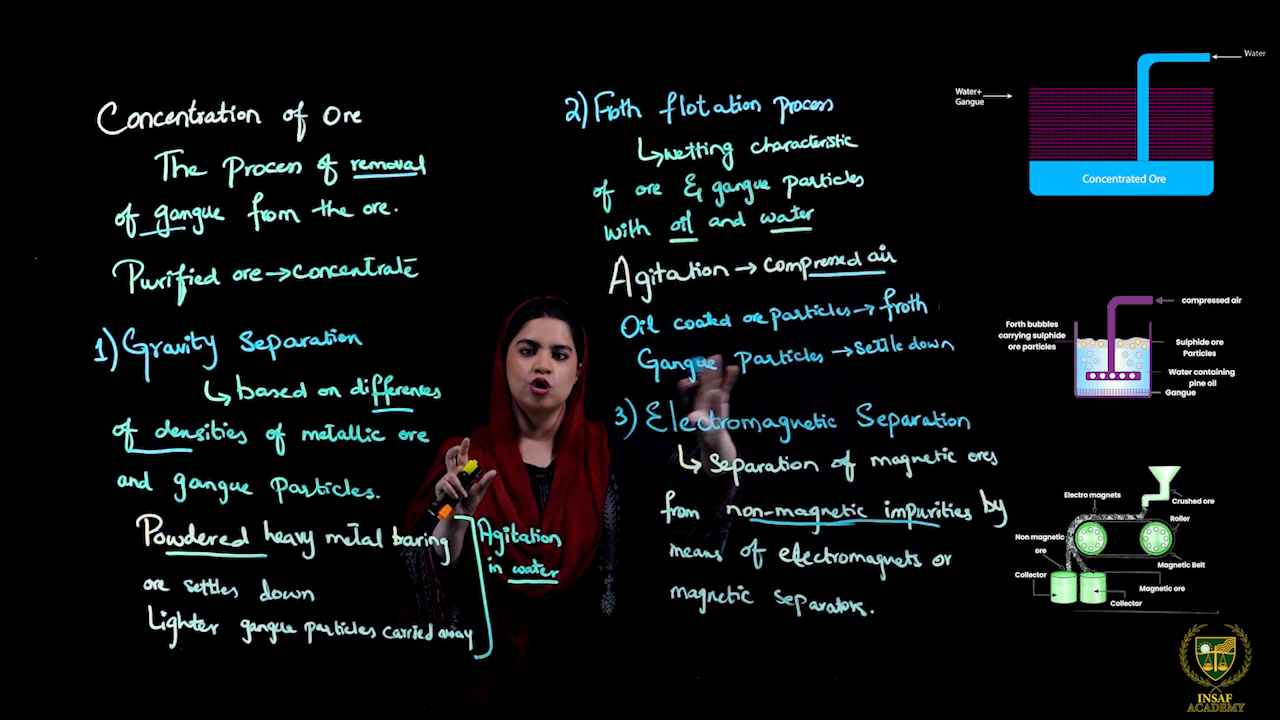 Concentration of Ore
The Process of removal
of gangue from the ore.
Purified ore → concentrate
1) Gravity Separation
↳ based on differences
of densities of metallic ore
and gangue particles.
Powdered heavy metal baring
ore settles down
Lighter gangue particles carried away
Agitation
in water
2) Froth flotation process
↳ wetting characteristic
of ore & gangue particles
with oil and water
Agitation → compressed air
Oil coated ore particles → froth
Gangue Particles → settle down
3) Electromagnetic Separation
↳ Separation of magnetic ores
from non-magnetic impurities by
means of electromagnets or
magnetic separators.
Water
Water+
Gangue
Concentrated Ore
compressed air
Forth bubbles
carrying sulphide
ore particles
Sulphide ore
Particles
Water containing
pine oil
Gangue
Electro magnets
Crushed ore
Roller
Non magnetic
ore
Magnetic Belt
Collector
Magnetic ore
Collector
INSAF
ACADEMY